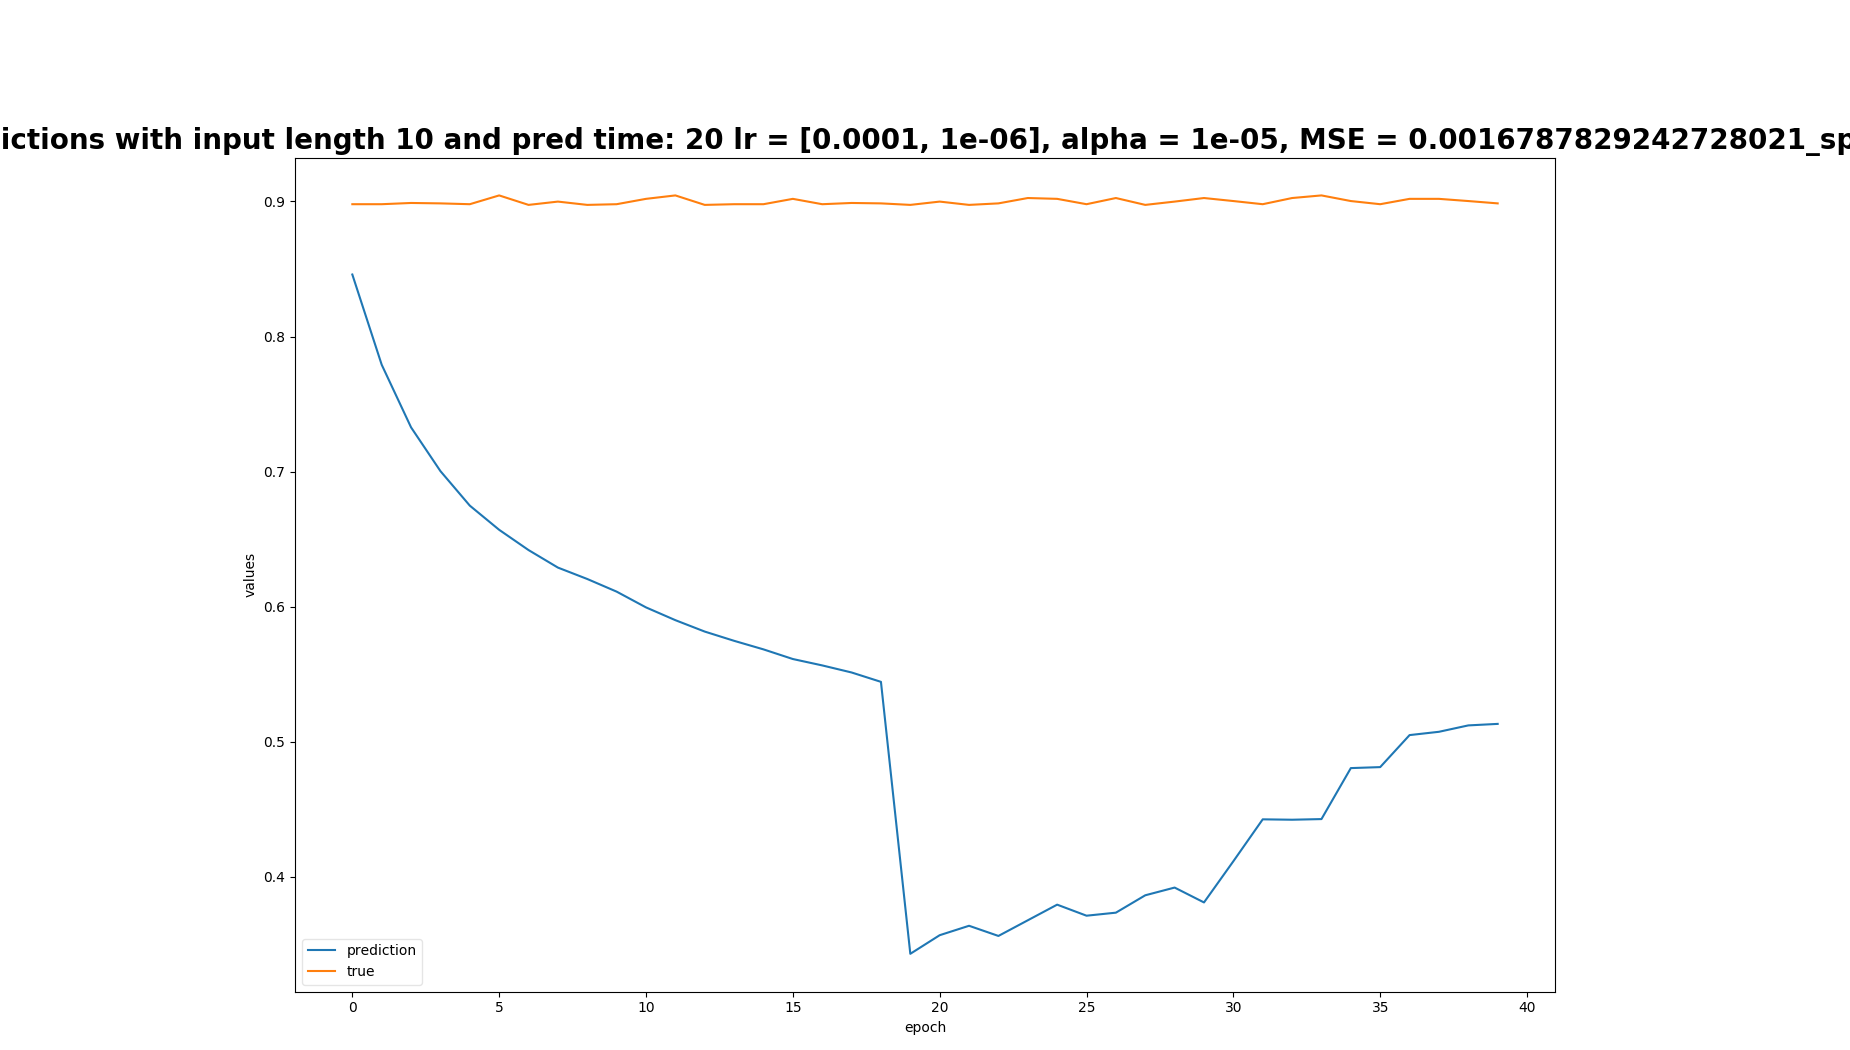 ictions with input length 10 and pred time: 20 lr = [0.0001, 1e-06], alpha = 1e-05, MSE = 0.0016787829242728021_sp
0.9
0.8
0.7
0.6
0.5
0.4
values
prediction
true
0 5 10 15 20 25 30 35 40
epoch